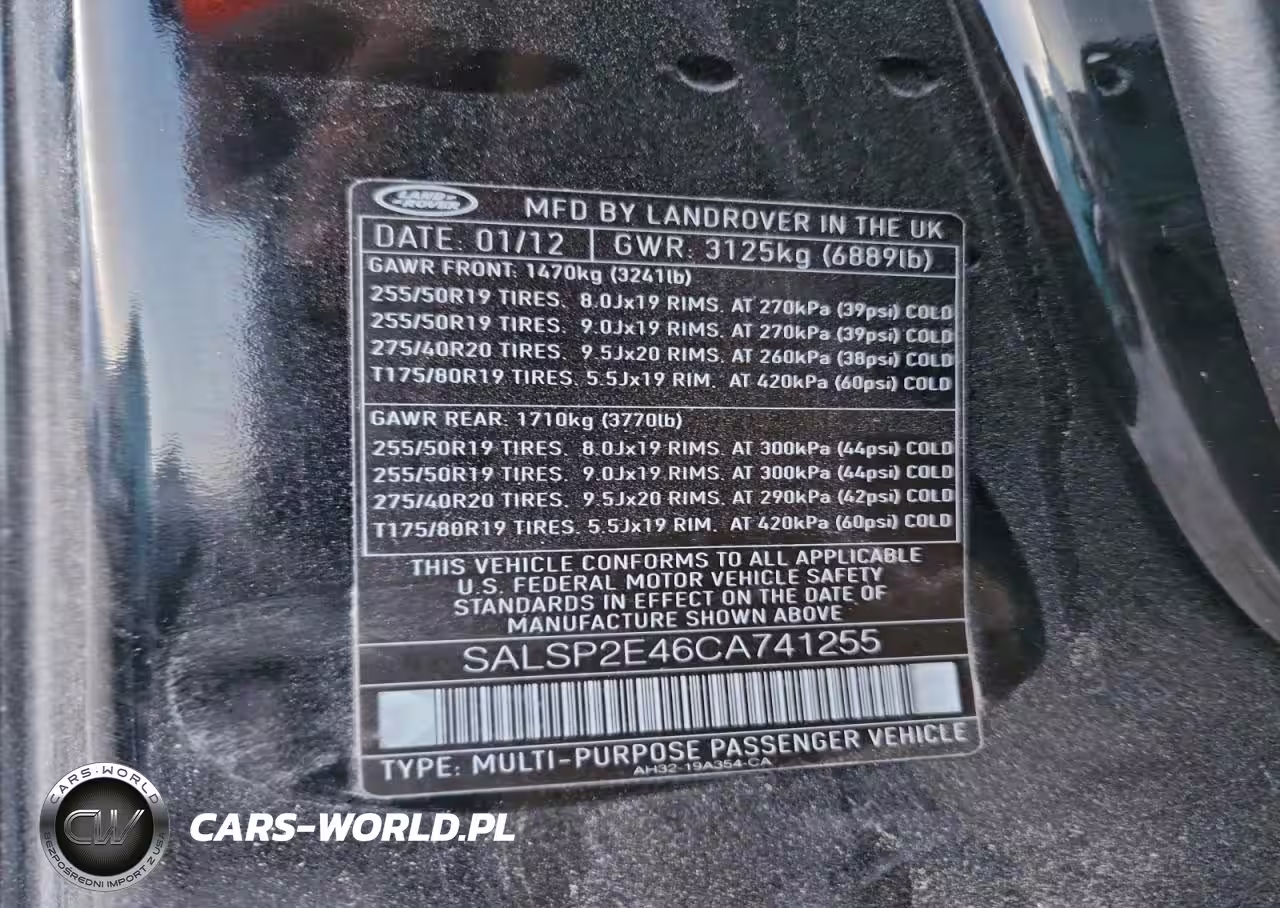 LAND ROVER
MFD BY LANDROVER IN THE UK
DATE: 01/12 GWR: 3125kg (6889lb)
GAWR FRONT: 1470kg (3241lb)
255/50R19 TIRES. 8.0Jx19 RIMS. AT 270kPa (39psi) COLD
255/50R19 TIRES. 9.0Jx19 RIMS. AT 270kPa (39psi) COLD
275/40R20 TIRES. 9.5Jx20 RIMS. AT 260kPa (38psi) COLD
T175/80R19 TIRES. 5.5Jx19 RIM. AT 420kPa (60psi) COLD
GAWR REAR: 1710kg (3770lb)
255/50R19 TIRES. 8.0Jx19 RIMS. AT 300kPa (44psi) COLD
255/50R19 TIRES. 9.0Jx19 RIMS. AT 300kPa (44psi) COLD
275/40R20 TIRES. 9.5Jx20 RIMS. AT 290kPa (42psi) COLD
T175/80R19 TIRES. 5.5Jx19 RIM. AT 420kPa (60psi) COLD
THIS VEHICLE CONFORMS TO ALL APPLICABLE
U.S. FEDERAL MOTOR VEHICLE SAFETY
STANDARDS IN EFFECT ON THE DATE OF
MANUFACTURE SHOWN ABOVE
SALSP2E46CA741255
TYPE: MULTI-PURPOSE PASSENGER VEHICLE
AH32-19A354-CA
CARS-WORLD
CW
BEZPOŚREDNI IMPORT Z USA
CARS-WORLD.PL